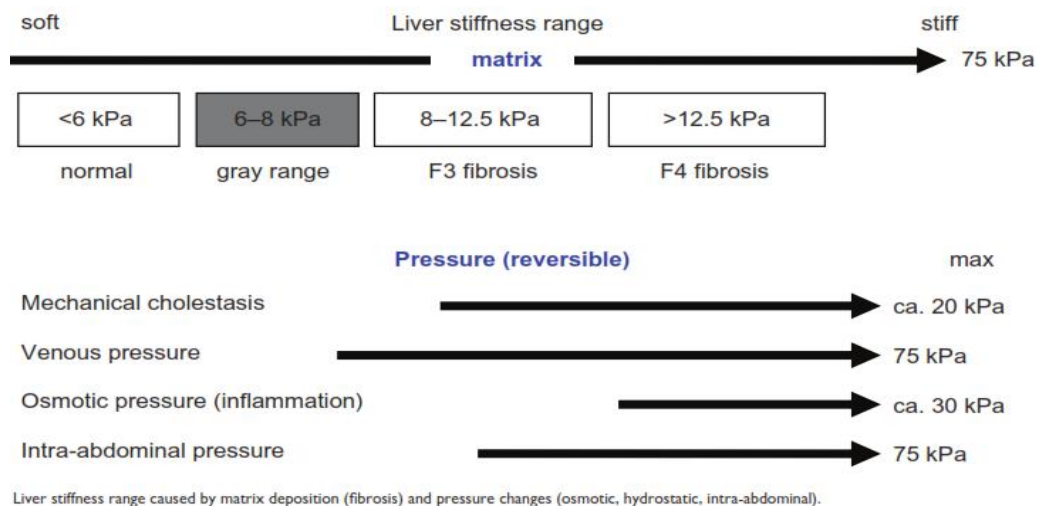 soft Liver stiffness range stiff
matrix 75 kPa
<6 kPa 6–8 kPa 8–12.5 kPa >12.5 kPa
normal gray range F3 fibrosis F4 fibrosis
Pressure (reversible) max
Mechanical cholestasis ca. 20 kPa
Venous pressure 75 kPa
Osmotic pressure (inflammation) ca. 30 kPa
Intra-abdominal pressure 75 kPa
Liver stiffness range caused by matrix deposition (fibrosis) and pressure changes (osmotic, hydrostatic, intra-abdominal).